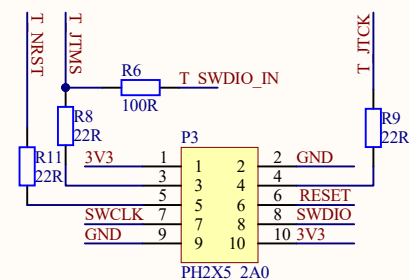 T_NRST
T_JTMS
T_JTCK
R6
T_SWDIO_IN
100R
R8
22R
R9
22R
R11
22R
P3
3V3 1 1 2 2 GND
3 3 4 4
5 5 6 6 RESET
SWCLK 7 7 8 8 SWDIO
GND 9 9 10 10 3V3
PH2X5_2A0